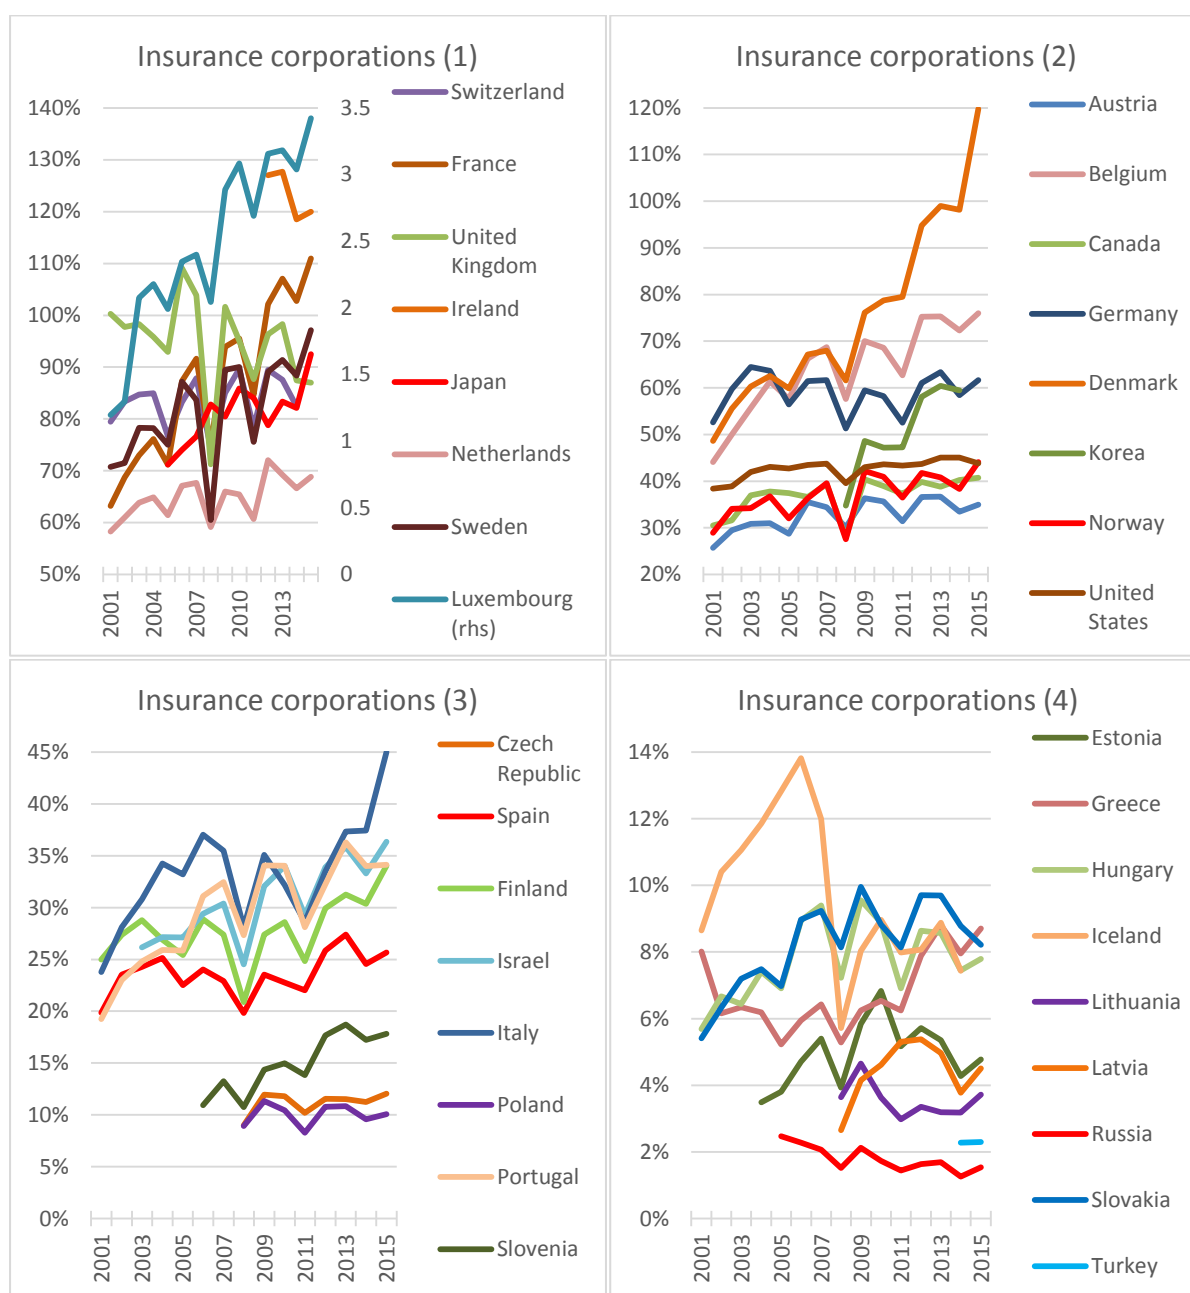 Insurance corporations (1)
140%
130%
120%
110%
100%
90%
80%
70%
60%
50%
3.5
3
2.5
2
1.5
1
0.5
0
2001
2004
2007
2010
2013
Switzerland
France
United
Kingdom
Ireland
Japan
Netherlands
Sweden
Luxembourg
(rhs)
Insurance corporations (2)
120%
110%
100%
90%
80%
70%
60%
50%
40%
30%
20%
2001
2003
2005
2007
2009
2011
2013
2015
Austria
Belgium
Canada
Germany
Denmark
Korea
Norway
United
States
Insurance corporations (3)
45%
40%
35%
30%
25%
20%
15%
10%
5%
0%
2001
2003
2005
2007
2009
2011
2013
2015
Czech
Republic
Spain
Finland
Israel
Italy
Poland
Portugal
Slovenia
Insurance corporations (4)
14%
12%
10%
8%
6%
4%
2%
0%
2001
2003
2005
2007
2009
2011
2013
2015
Estonia
Greece
Hungary
Iceland
Lithuania
Latvia
Russia
Slovakia
Turkey